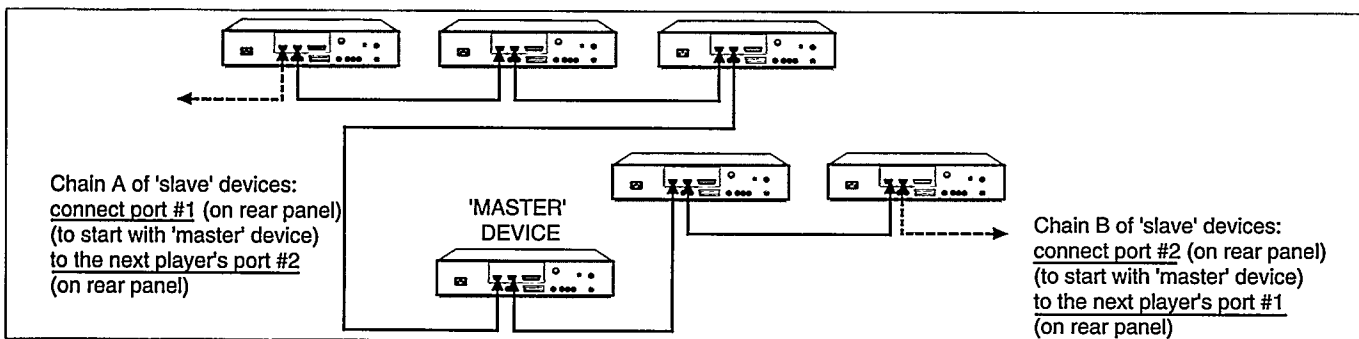 Chain A of 'slave' devices:
connect port #1 (on rear panel)
(to start with 'master' device)
to the next player's port #2
(on rear panel)
'MASTER'
DEVICE
Chain B of 'slave' devices:
connect port #2 (on rear panel)
(to start with 'master' device)
to the next player's port #1
(on rear panel)